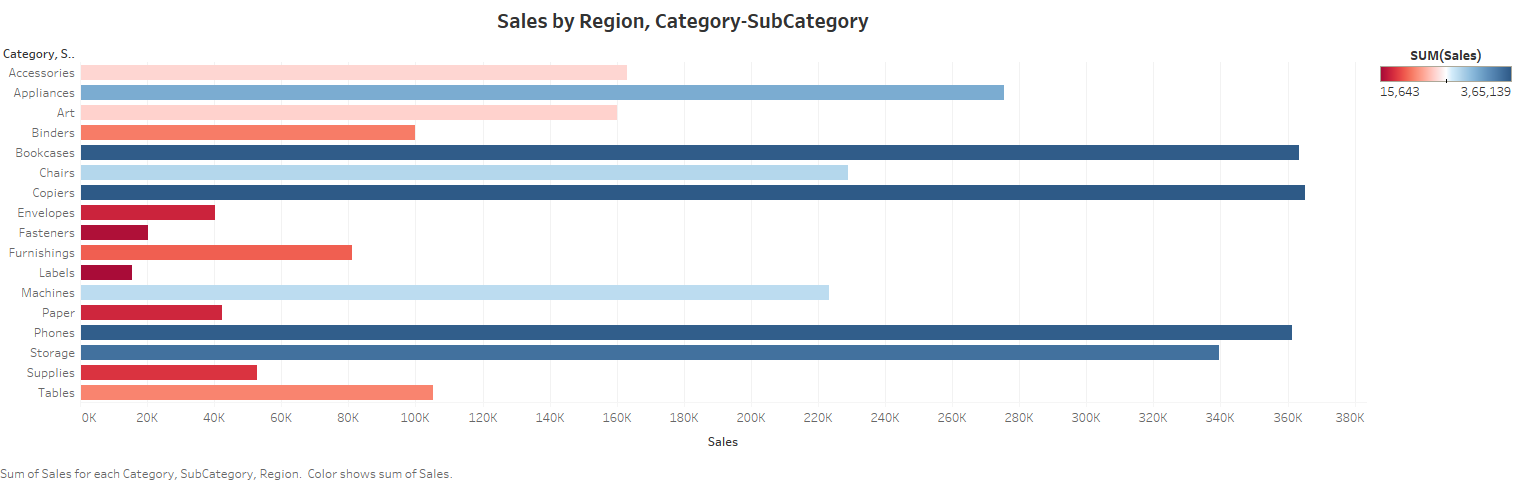 Sales by Region, Category-SubCategory
Category, S..
Accessories
Appliances
Art
Binders
Bookcases
Chairs
Copiers
Envelopes
Fasteners
Furnishings
Labels
Machines
Paper
Phones
Storage
Supplies
Tables
0K 20K 40K 60K 80K 100K 120K 140K 160K 180K 200K 220K 240K 260K 280K 300K 320K 340K 360K 380K
Sales
SUM(Sales)
15,643 3,65,139
Sum of Sales for each Category, SubCategory, Region. Color shows sum of Sales.